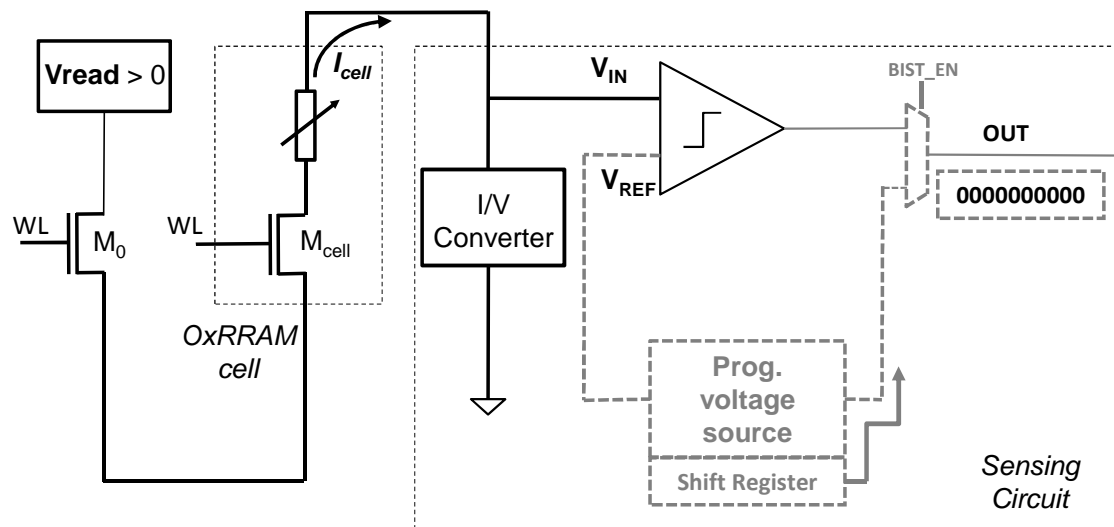 Vread > 0
I_cell
V_IN
BIST_EN
OUT
V_REF
0000000000
WL
M_0
WL
M_cell
I/V
Converter
OxRRAM
cell
Prog.
voltage
source
Shift Register
Sensing
Circuit